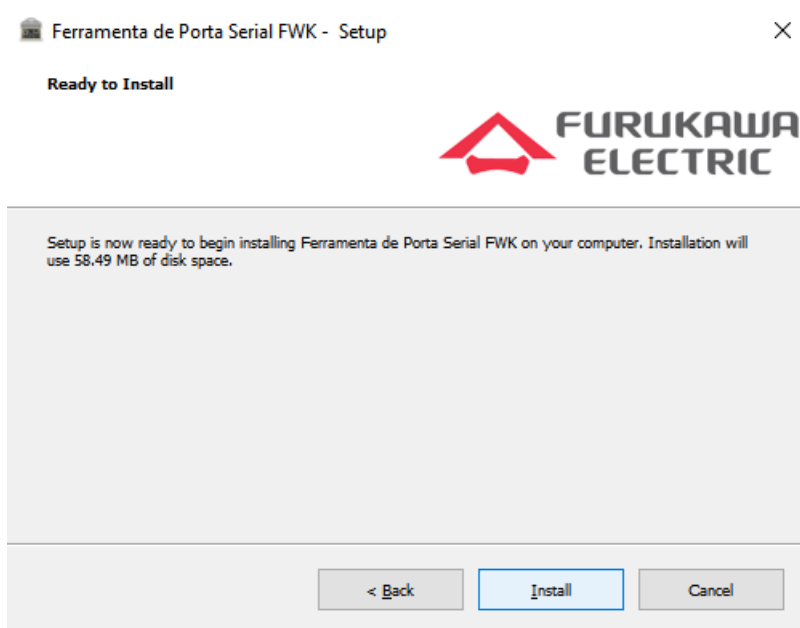 Ferramenta de Porta Serial FWK -  Setup
Ready to Install
FURUKAWA
ELECTRIC
Setup is now ready to begin installing Ferramenta de Porta Serial FWK on your computer. Installation will
use 58.49 MB of disk space.
< Back
Install
Cancel